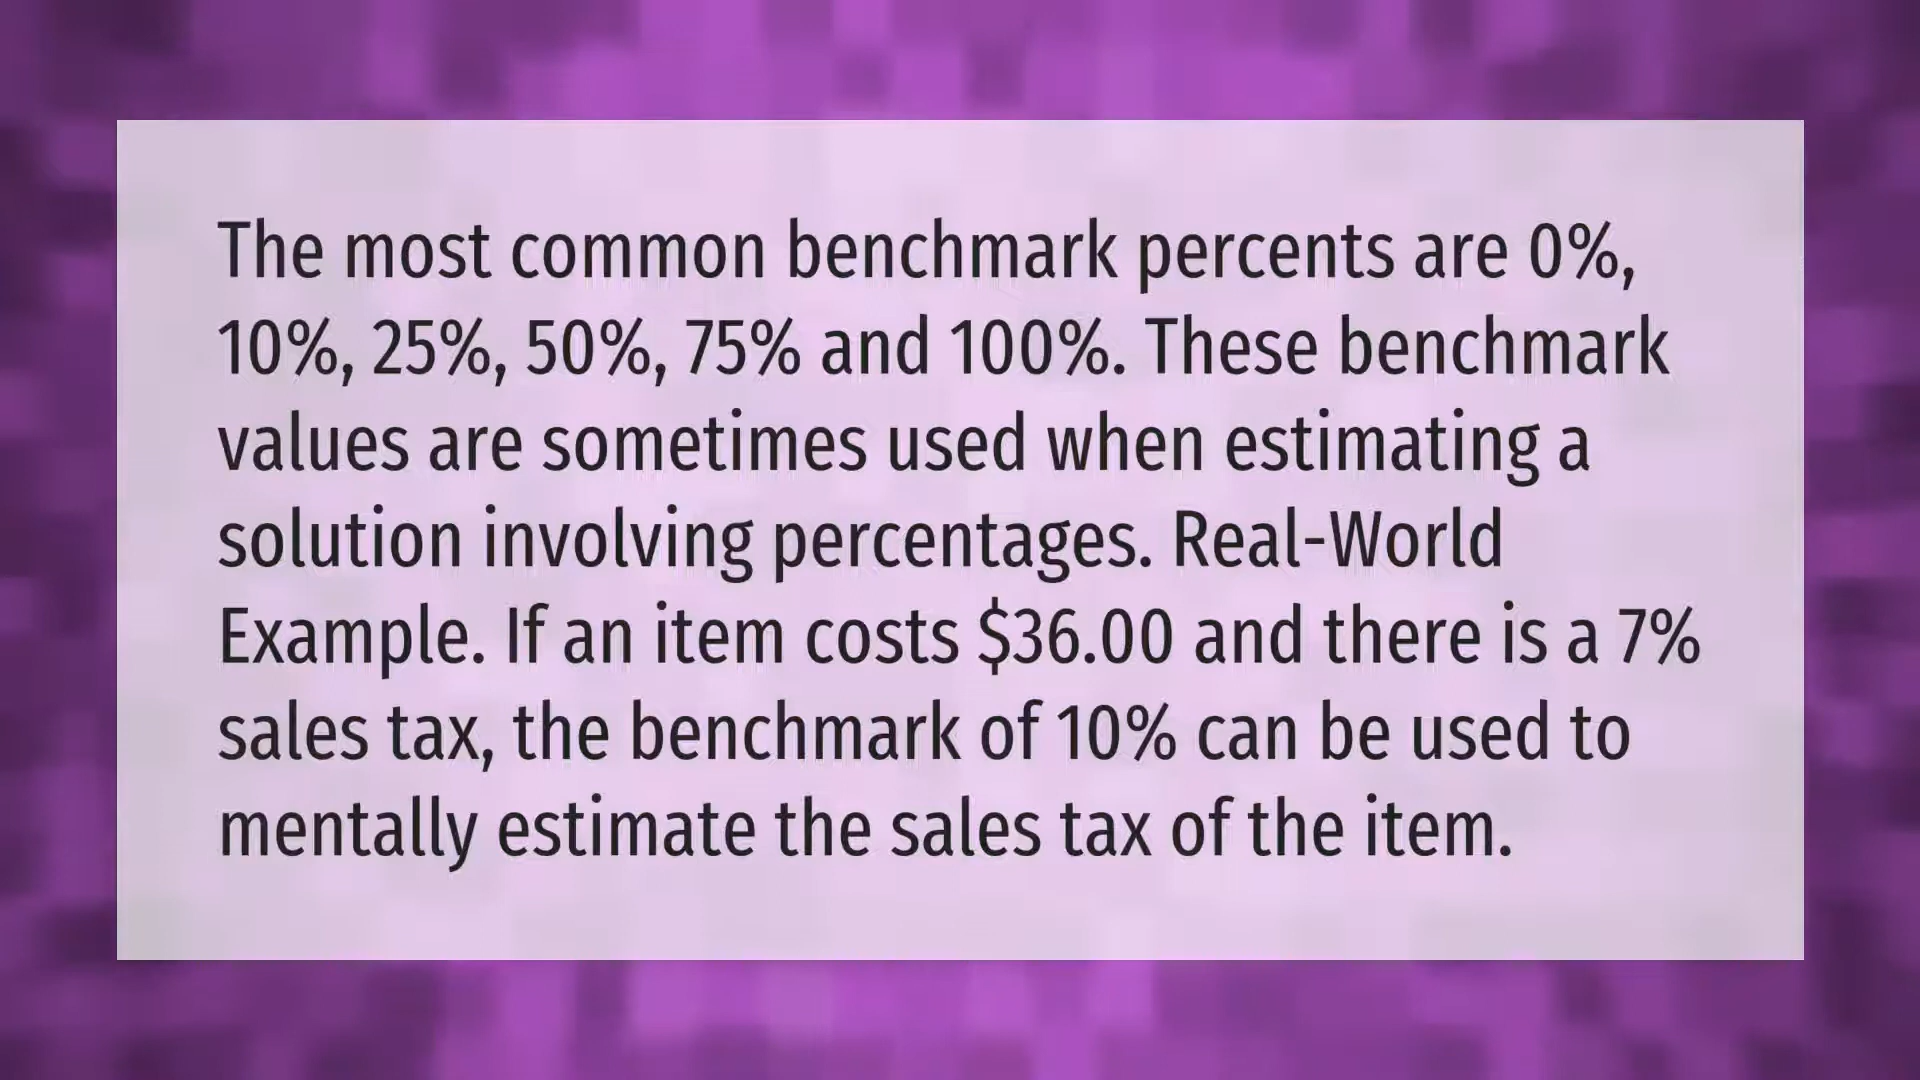 The most common benchmark percents are 0%,
10%, 25%, 50%, 75% and 100%. These benchmark
values are sometimes used when estimating a
solution involving percentages. Real-World
Example. If an item costs $36.00 and there is a 7%
sales tax, the benchmark of 10% can be used to
mentally estimate the sales tax of the item.